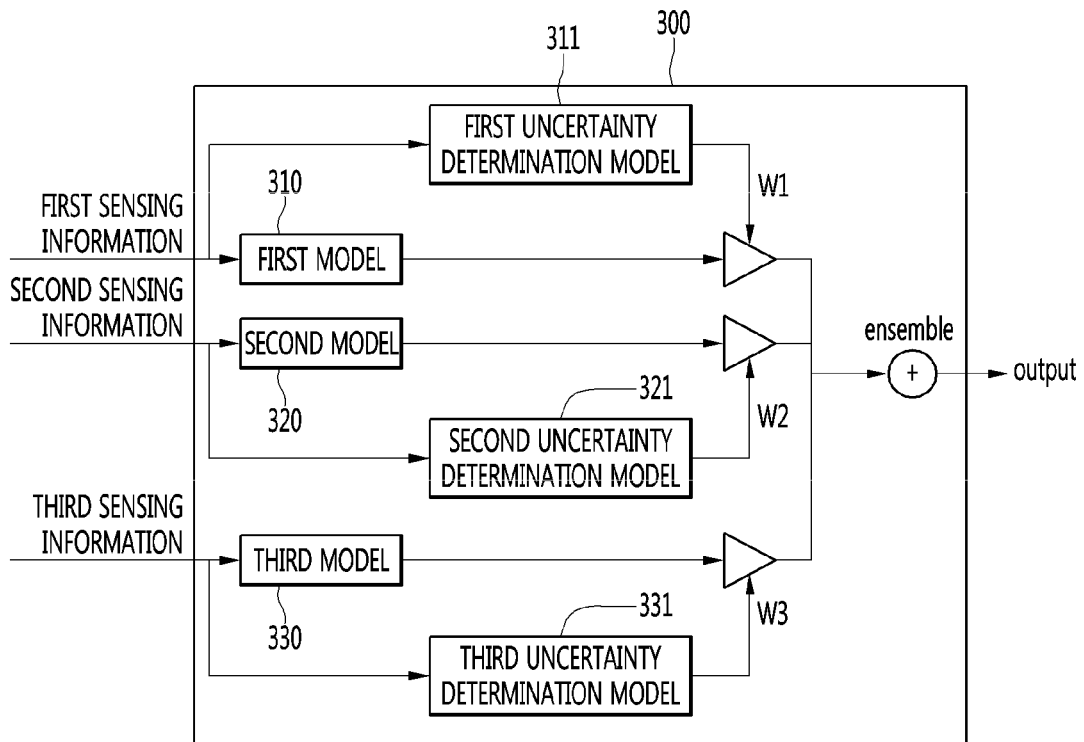 311
300
FIRST UNCERTAINTY
DETERMINATION MODEL
310
W1
FIRST SENSING
INFORMATION
FIRST MODEL
SECOND SENSING
INFORMATION
SECOND MODEL
ensemble
+
output
320
321
W2
SECOND UNCERTAINTY
DETERMINATION MODEL
THIRD SENSING
INFORMATION
THIRD MODEL
330
331
W3
THIRD UNCERTAINTY
DETERMINATION MODEL